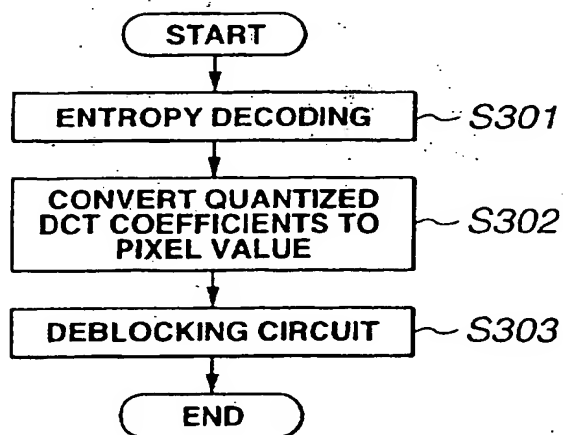 START
ENTROPY DECODING
S301
CONVERT QUANTIZED
DCT COEFFICIENTS TO
PIXEL VALUE
S302
DEBLOCKING CIRCUIT
S303
END